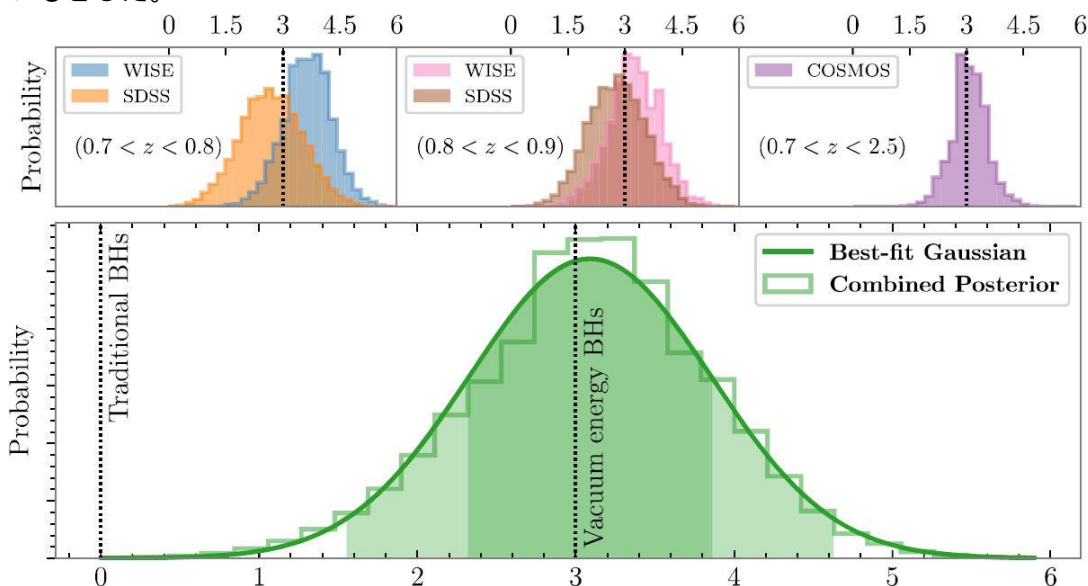 0 1.5 3 4.5 6 0 1.5 3 4.5 6 0 1.5 3 4.5 6
Probability
WISE
SDSS
(0.7 < z < 0.8)
WISE
SDSS
(0.8 < z < 0.9)
COSMOS
(0.7 < z < 2.5)
Probability
Traditional BHs
Vacuum energy BHs
Best-fit Gaussian
Combined Posterior
0 1 2 3 4 5 6